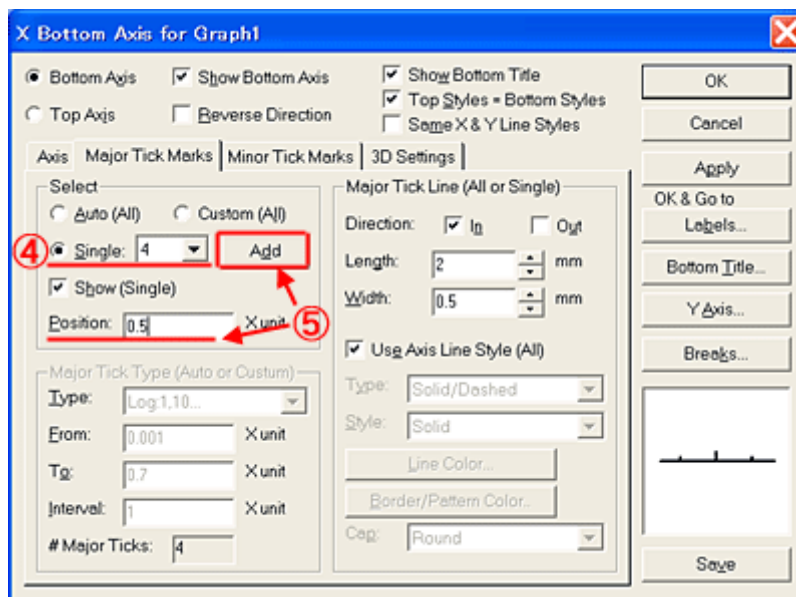 X Bottom Axis for Graph1
Bottom Axis
Show Bottom Axis
Show Bottom Title
Top Axis
Reverse Direction
Top Styles = Bottom Styles
Same X & Y Line Styles
OK
Cancel
Apply
OK & Go to
Labels...
Bottom Title...
Y Axis...
Breaks...
Save
Axis
Major Tick Marks
Minor Tick Marks
3D Settings
Select
Auto (All)
Custom (All)
④
Single:
4
Add
Show (Single)
Position:
0.5
X unit
⑤
Major Tick Type (Auto or Custum)
Type:
Log:1,10...
From:
0.001
X unit
To:
0.7
X unit
Interval:
1
X unit
# Major Ticks:
4
Major Tick Line (All or Single)
Direction:
In
Out
Length:
2
mm
Width:
0.5
mm
Use Axis Line Style (All)
Type:
Solid/Dashed
Style:
Solid
Line Color...
Border/Pattern Color..
Cap:
Round